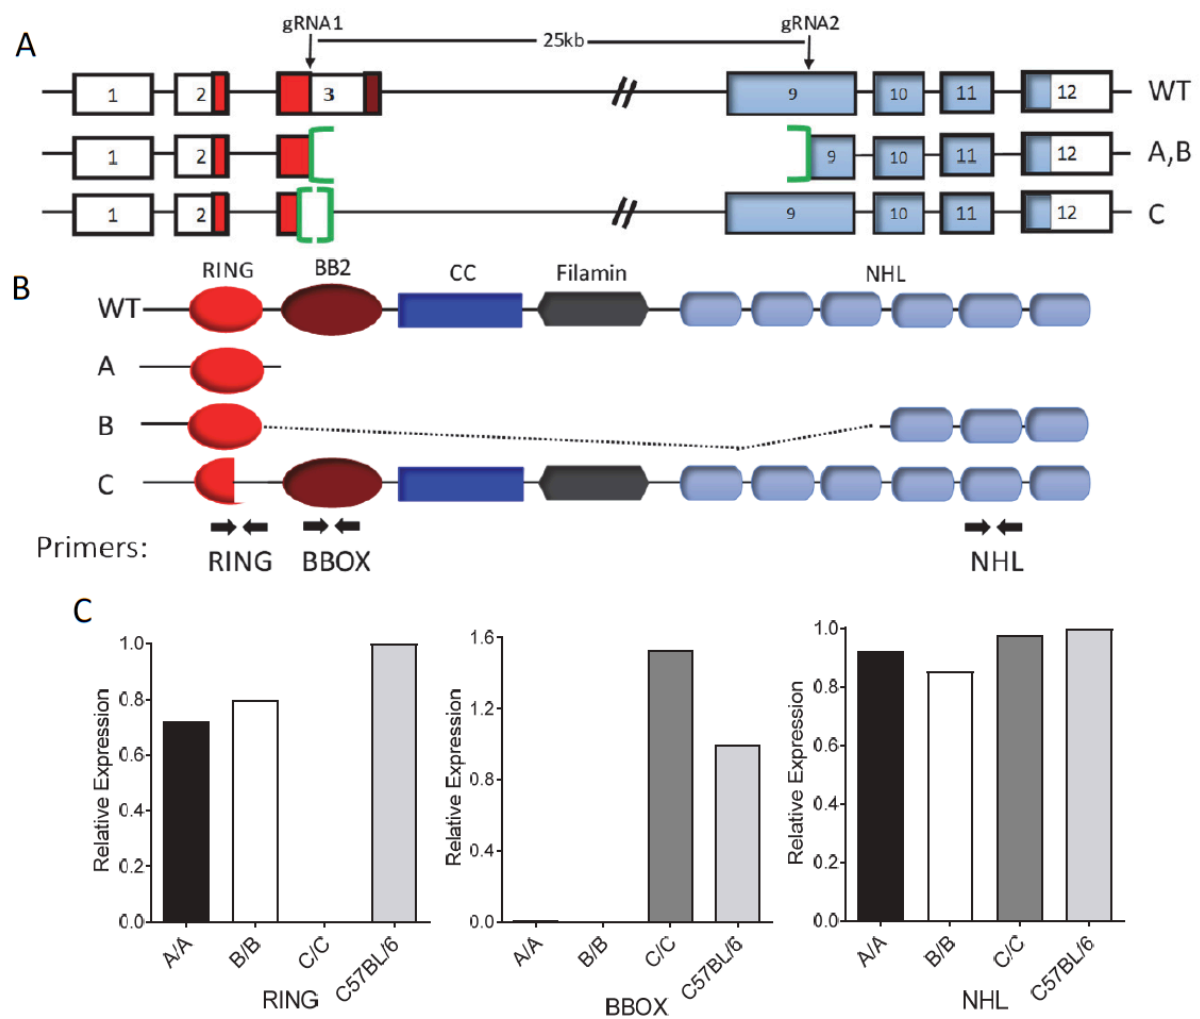 A
gRNA1
gRNA2
25kb
1 2 3 9 10 11 12 WT
1 2 9 10 11 12 A,B
1 2 9 10 11 12 C
B
RING BB2 CC Filamin NHL
WT
A
B
C
Primers: RING BBOX NHL
C
Relative Expression
1.0
0.8
0.6
0.4
0.2
0.0
A/A B/B C/C C57BL/6
RING
Relative Expression
1.6
1.2
0.8
0.4
0.0
A/A B/B C/C C57BL/6
BBOX
Relative Expression
1.0
0.8
0.6
0.4
0.2
0.0
A/A B/B C/C C57BL/6
NHL